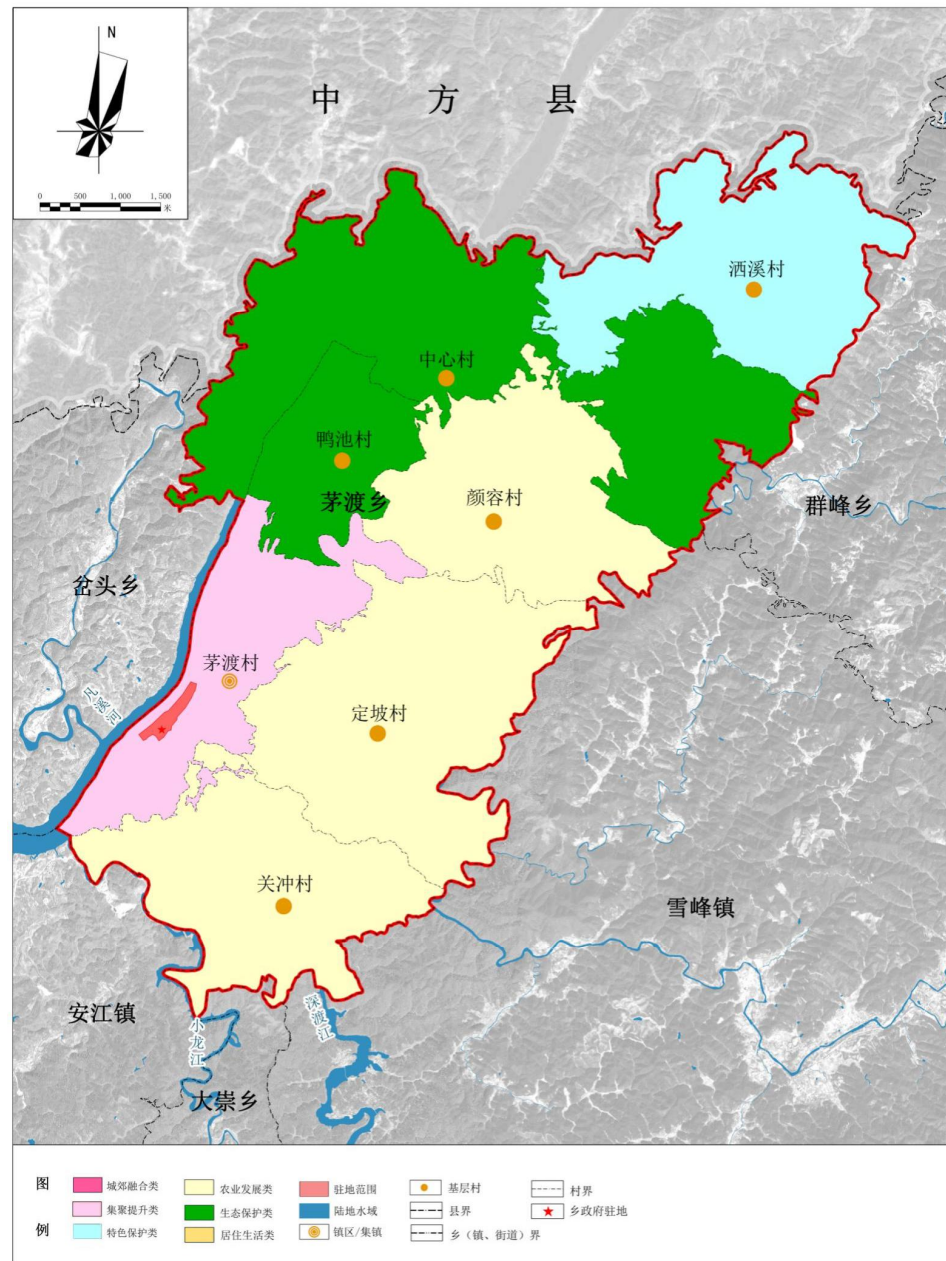 N
0 500 1,000 1,500
米
中方县
洒溪村
中心村
鸭池村
茅渡乡
颜容村
群峰乡
岔头乡
茅渡村
凡溪河
定坡村
关冲村
雪峰镇
安江镇
小龙江
深渡江
大崇乡
图例
城郊融合类
农业发展类
驻地范围
基层村
村界
集聚提升类
生态保护类
陆地水域
县界
乡政府驻地
特色保护类
居住生活类
镇区/集镇
乡（镇、街道）界